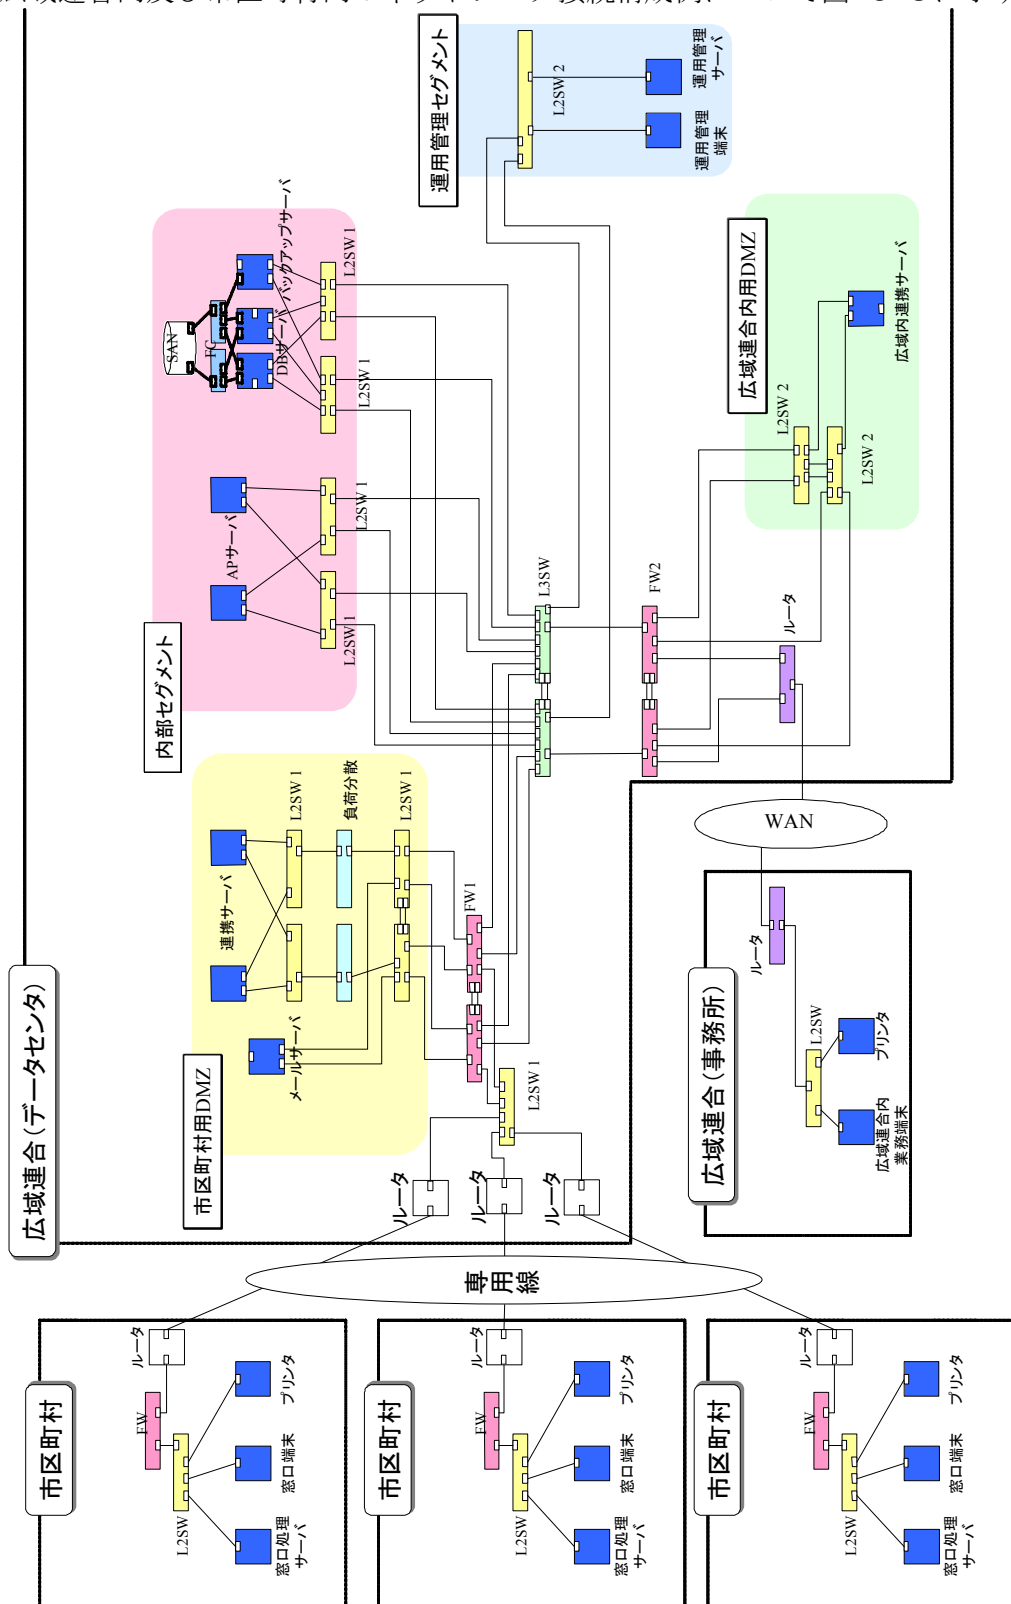 広域連合(データセンタ)
市区町村用DMZ
連携サーバ
メールサーバ
L2SW 1
負荷分散
L2SW 1
FW1
L2SW 1
ルータ
ルータ
ルータ
内部セグメント
APサーバ
L2SW 1
L2SW 1
SAN
FC
DBサーバ
バックアップサーバ
L2SW 1
L2SW 1
運用管理セグメント
L2SW 2
運用管理
サーバ
運用管理
端末
L3SW
FW2
ルータ
広域連合内用DMZ
L2SW 2
L2SW 2
広域内連携サーバ
WAN
広域連合(事務所)
ルータ
L2SW
プリンタ
広域連合内
業務端末
専用線
市区町村
ルータ
FW
L2SW
プリンタ
窓口端末
窓口処理
サーバ
市区町村
ルータ
FW
L2SW
プリンタ
窓口端末
窓口処理
サーバ
市区町村
ルータ
FW
L2SW
プリンタ
窓口端末
窓口処理
サーバ